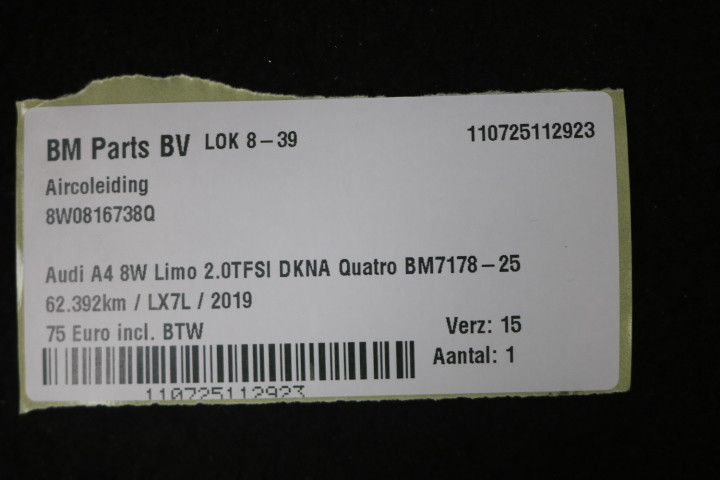 BM Parts BV LOK 8-39 110725112923
Aircoleiding
8W0816738Q
Audi A4 8W Limo 2.0TFSI DKNA Quatro BM7178-25
62.392km / LX7L / 2019
75 Euro incl. BTW
Verz: 15
Aantal: 1
110725112923